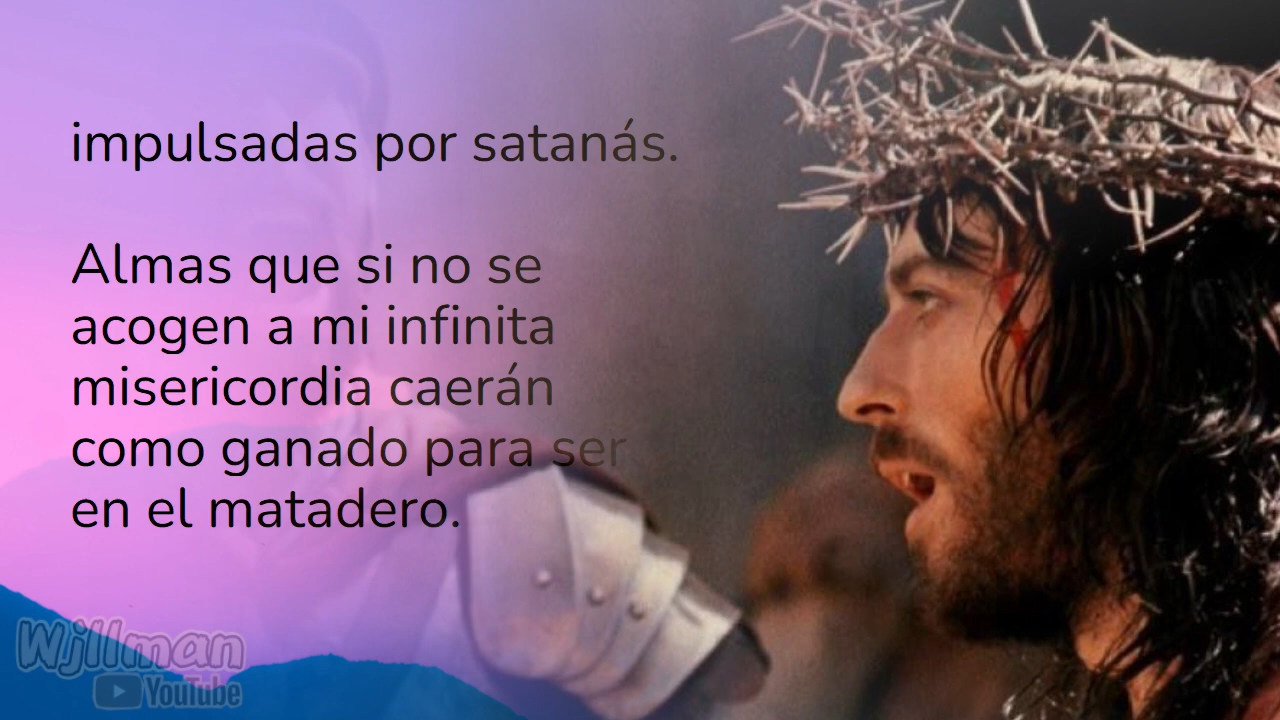 impulsadas por satanás.
Almas que si no se
acogen a mi infinita
misericordia caerán
como ganado para ser
en el matadero.
Wjllman
YouTube